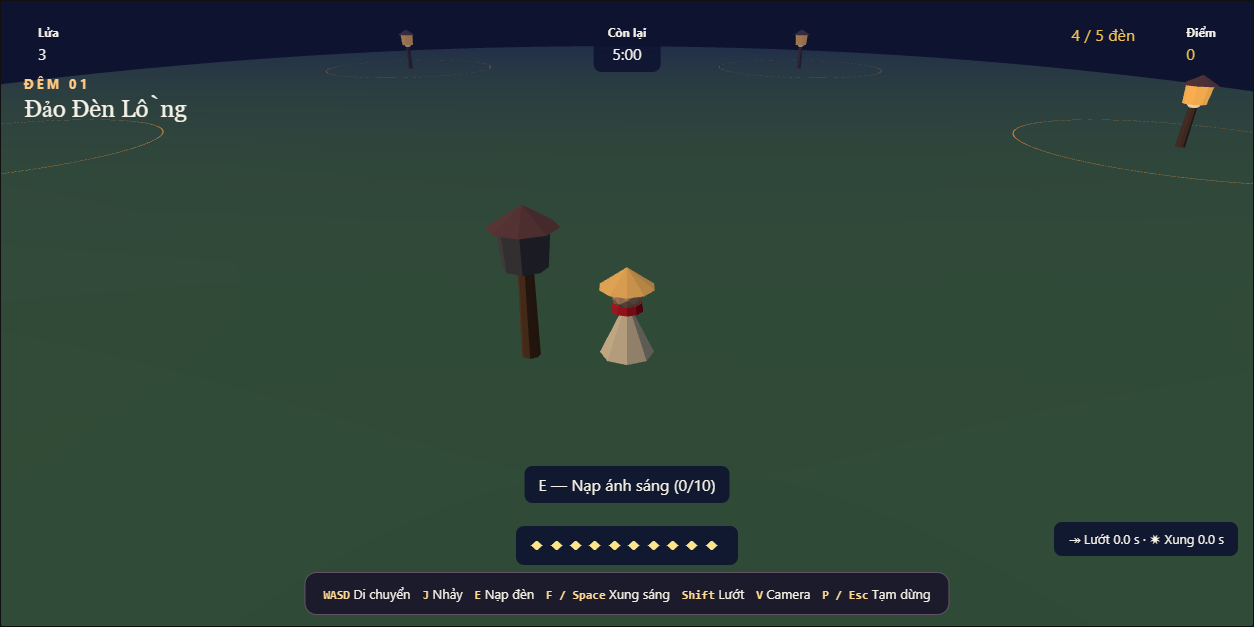 Lửa
3
Còn lại
5:00
4 / 5 đèn
Điểm
0
ĐÊM 01
Đảo Đèn Lồng
E — Nạp ánh sáng (0/10)
↠ Lướt 0.0 s · ✷ Xung 0.0 s
WASD Di chuyển J Nhảy E Nạp đèn F / Space Xung sáng Shift Lướt V Camera P / Esc Tạm dừng